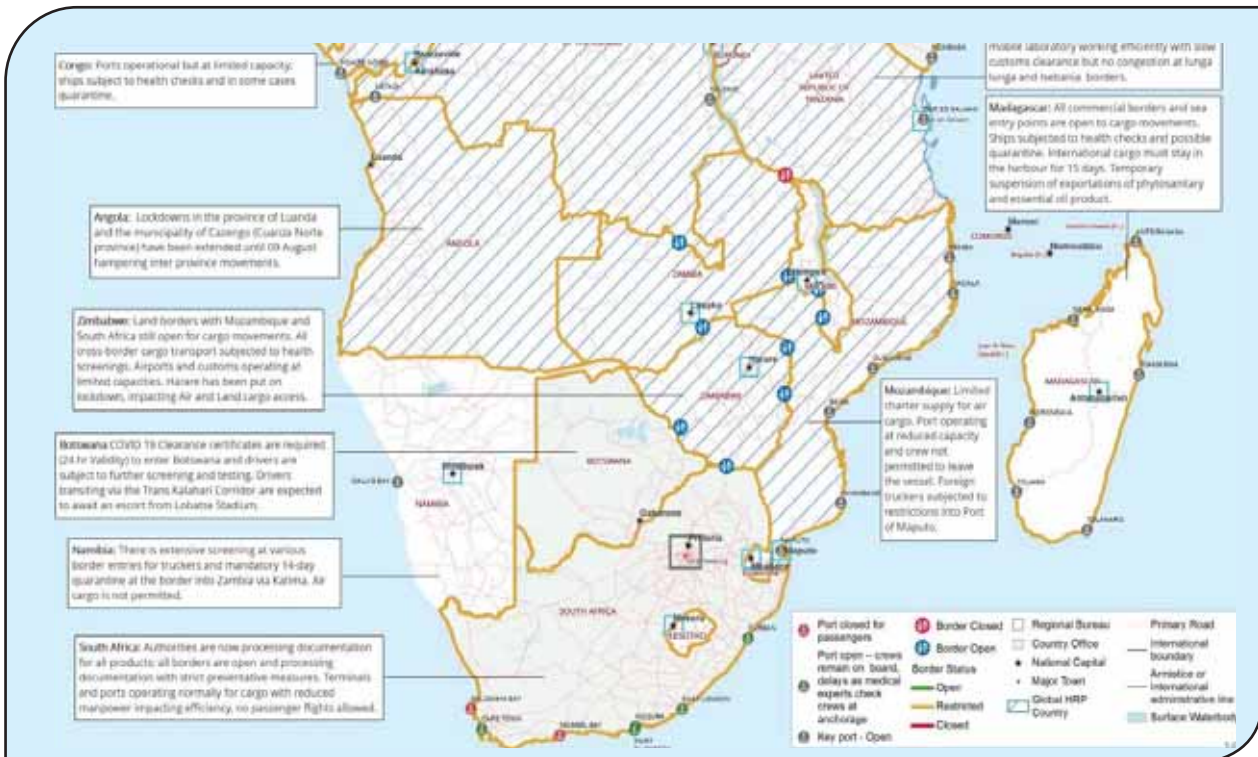 Congo: Ports operational but at limited capacity;
ships subject to health checks and in some cases
quarantine.
mobile laboratory working efficiently with slow
customs clearance but no congestion at lunga
lunga and Isebania borders.
Madagascar: All commercial borders and sea
entry points are open to cargo movements.
Ships subjected to health checks and possible
quarantine. International cargo must stay in
the harbour for 15 days. Temporary
suspension of exportations of phytosanitary
and essential oil product.
Angola: Lockdowns in the province of Luanda
and the municipality of Cazengo (Cuanza Norte
province) have been extended until 09 August
hampering inter province movements.
Zimbabwe: Land borders with Mozambique and
South Africa still open for cargo movements. All
cross-border cargo transport subjected to health
screenings. Airports and customs operating at
limited capacities. Harare has been put on
lockdown, impacting Air and Land cargo access.
Botswana COVID 19 Clearance certificates are required
(24 hr Validity) to enter Botswana and drivers are
subject to further screening and testing. Drivers
transiting via the Trans Kalahari Corridor are expected
to await an escort from Lobatse Stadium.
Namibia: There is extensive screening at various
border entries for truckers and mandatory 14-day
quarantine at the border into Zambia via Katima. Air
cargo is not permitted.
South Africa: Authorities are now processing documentation
for all products; all borders are open and processing
documentation with strict preventative measures. Terminals
and ports operating normally for cargo with reduced
manpower impacting efficiency, no passenger flights allowed.
Mozambique: Limited
charter supply for air
cargo. Port operating
at reduced capacity
and crew not
permitted to leave
the vessel. Foreign
truckers subjected to
restrictions into Port
of Maputo.
UNITED
REPUBLIC OF
TANZANIA
Luanda
ANGOLA
ZAMBIA
Lusaka
Harare
ZIMBABWE
MOZAMBIQUE
COMOROS
Moroni
MADAGASCAR
Antananarivo
BOTSWANA
Gaborone
Windhoek
NAMIBIA
Pretoria
Maputo
SOUTH AFRICA
Maseru
LESOTHO
DURBAN
EAST LONDON
CAPE TOWN
MOSSEL BAY
Port closed for
passengers
Port open – crews
remain on board,
delays as medical
experts check
crews at
anchorage
Key port - Open
Border Closed
Border Open
Border Status
Open
Restricted
Closed
Regional Bureau
Country Office
National Capital
Major Town
Global HRP
Country
Primary Road
International
boundary
Armistice or
International
administrative line
Surface Waterbody